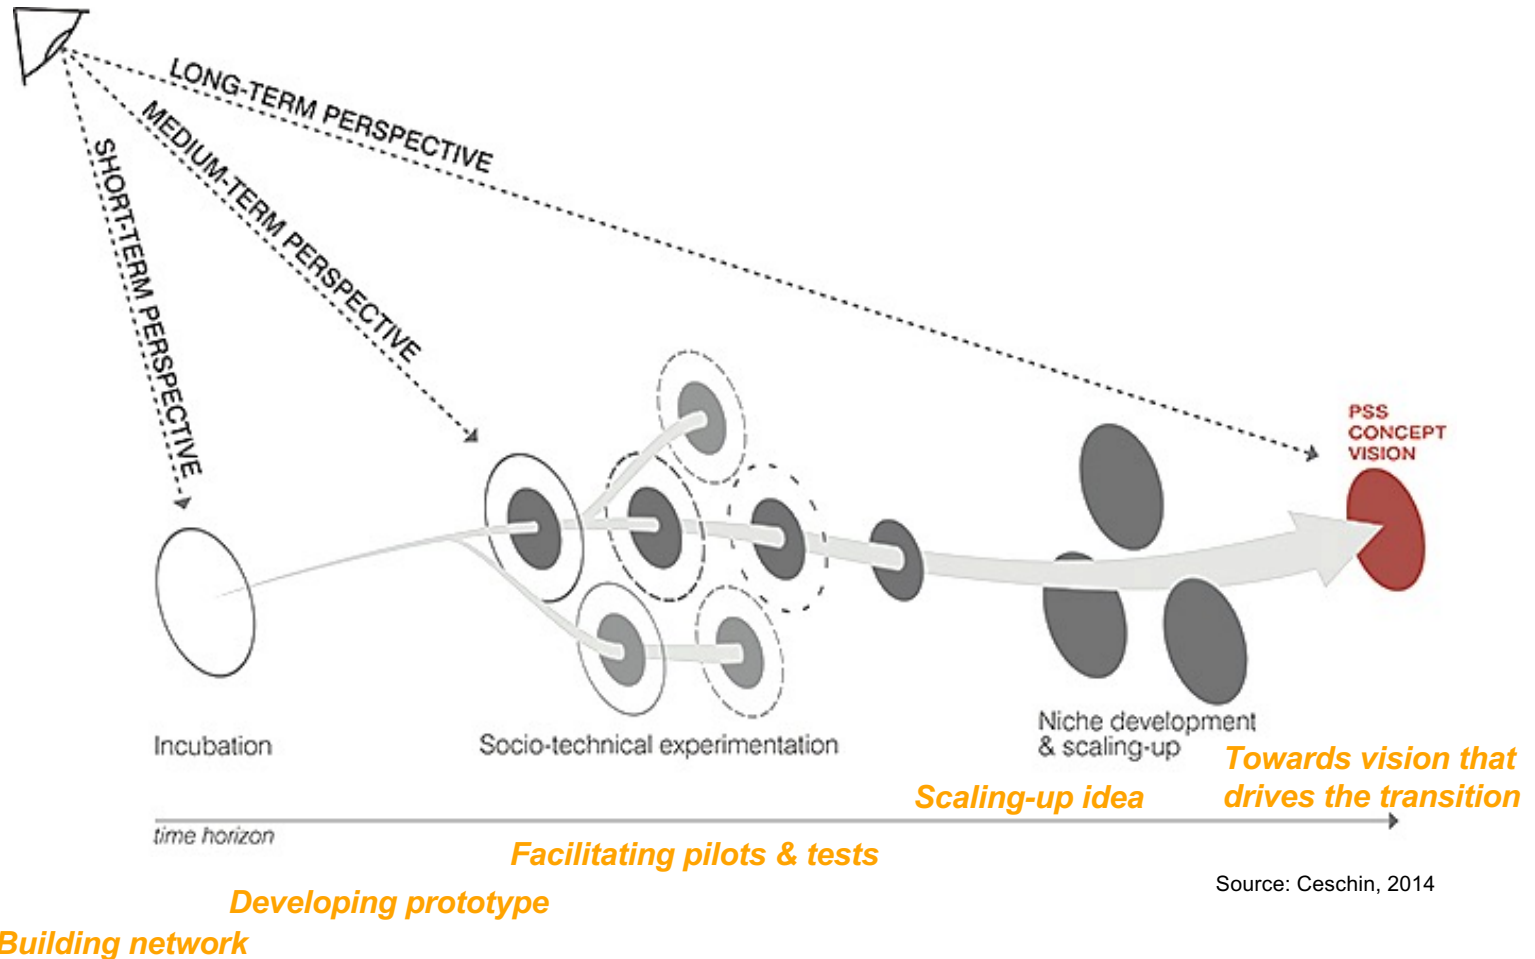 LONG-TERM PERSPECTIVE
MEDIUM-TERM PERSPECTIVE
SHORT-TERM PERSPECTIVE
PSS
CONCEPT
VISION
Incubation
Socio-technical experimentation
Niche development
& scaling-up
Towards vision that
drives the transition
Scaling-up idea
time horizon
Facilitating pilots & tests
Source: Ceschin, 2014
Developing prototype
Building network